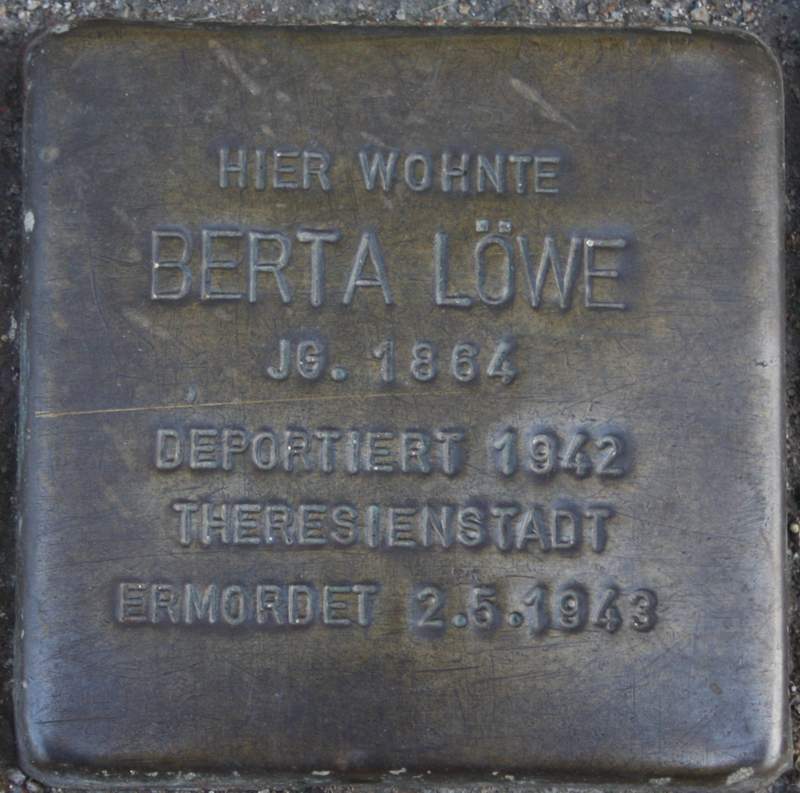 HIER WOHNTE
BERTA LÖWE
JG. 1864
DEPORTIERT 1942
THERESIENSTADT
ERMORDET 2.5.1943